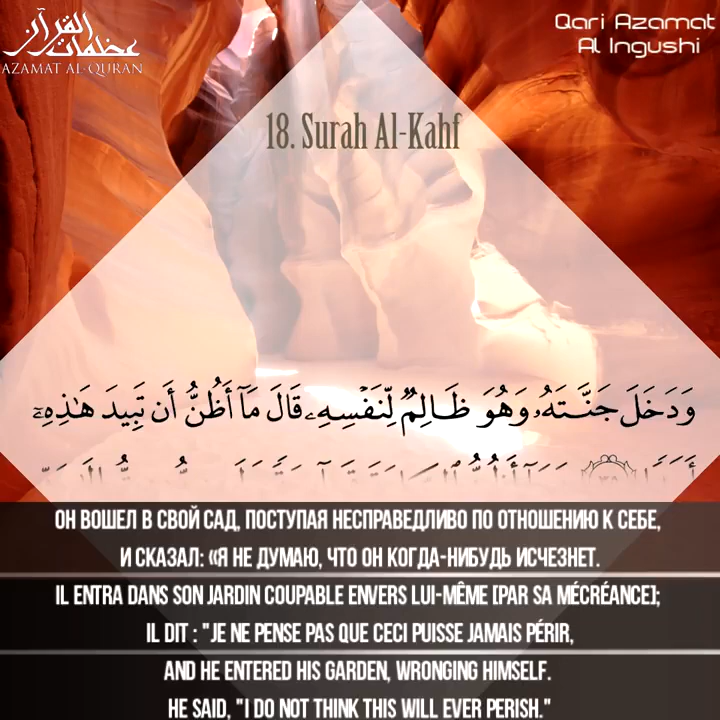 القرآن
عظمات
AZAMAT AL-QURAN
Qari Azamat
Al Ingushi
18. Surah Al-Kahf
وَدَخَلَ جَنَّتَهُۥ وَهُوَ ظَالِمٌ لِّنَفْسِهِۦ قَالَ مَآ أَظُنُّ أَن تَبِيدَ هَٰذِهِۦٓ
ОН ВОШЕЛ В СВОЙ САД, ПОСТУПАЯ НЕСПРАВЕДЛИВО ПО ОТНОШЕНИЮ К СЕБЕ,
И СКАЗАЛ: «Я НЕ ДУМАЮ, ЧТО ОН КОГДА-НИБУДЬ ИСЧЕЗНЕТ.
IL ENTRA DANS SON JARDIN COUPABLE ENVERS LUI-MÊME [PAR SA MÉCRÉANCE];
IL DIT : "JE NE PENSE PAS QUE CECI PUISSE JAMAIS PÉRIR,
AND HE ENTERED HIS GARDEN, WRONGING HIMSELF.
HE SAID, "I DO NOT THINK THIS WILL EVER PERISH."